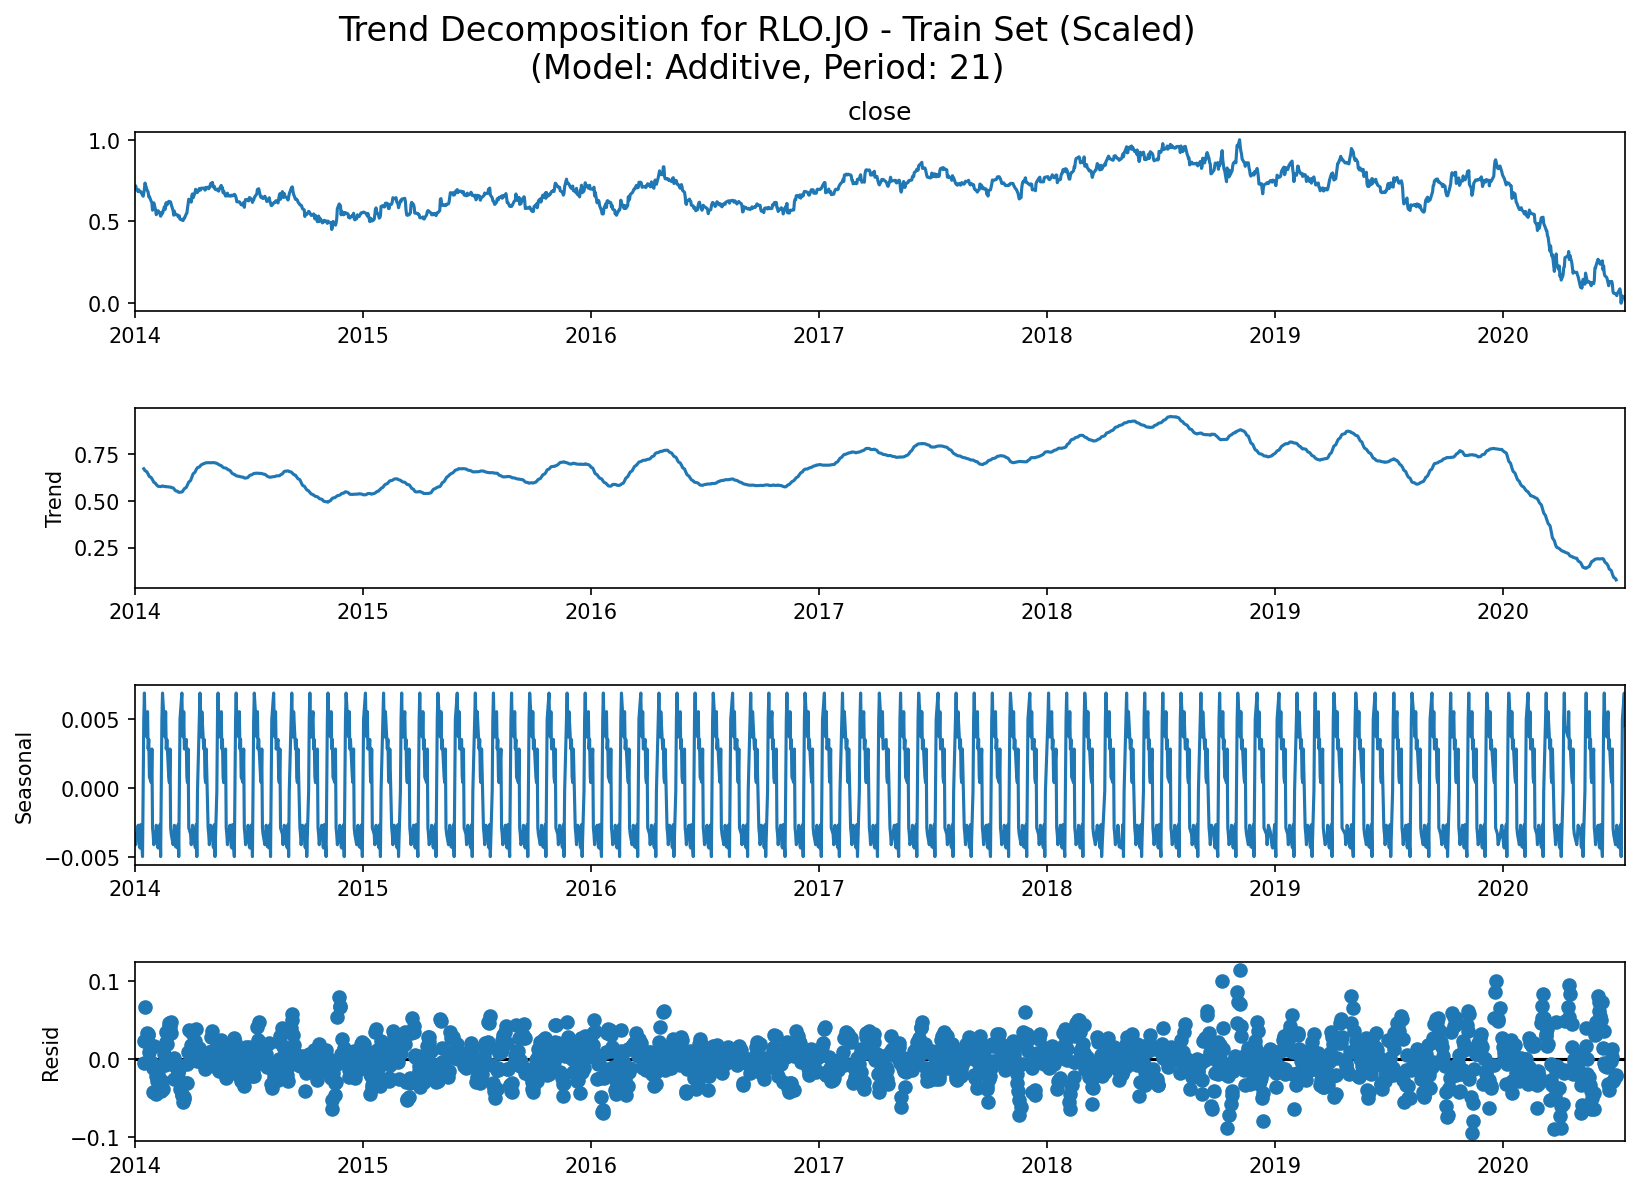 Trend Decomposition for RLO.JO - Train Set (Scaled)
(Model: Additive, Period: 21)
close
1.0
0.5
0.0
2014 2015 2016 2017 2018 2019 2020
Trend
0.75
0.50
0.25
2014 2015 2016 2017 2018 2019 2020
Seasonal
0.005
0.000
−0.005
2014 2015 2016 2017 2018 2019 2020
Resid
0.1
0.0
−0.1
2014 2015 2016 2017 2018 2019 2020